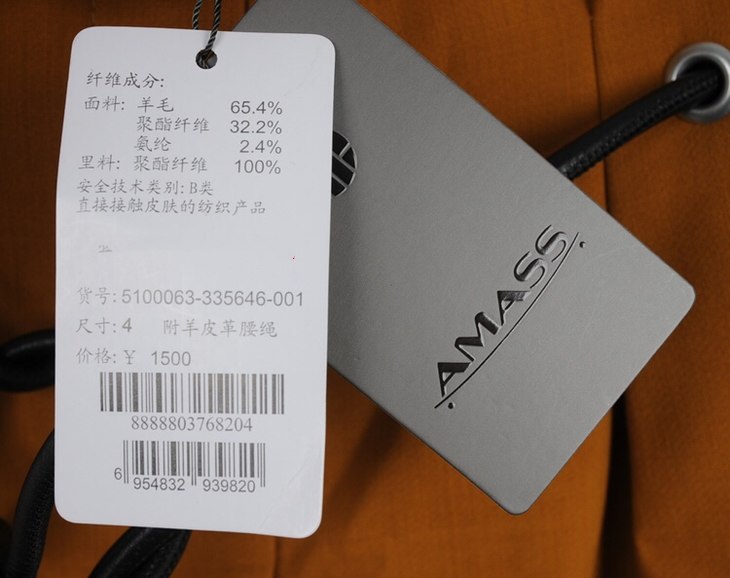 纤维成分:
面料: 羊毛 65.4%
聚酯纤维 32.2%
氨纶 2.4%
里料: 聚酯纤维 100%
安全技术类别: B类
直接接触皮肤的纺织产品
货号: 5100063-335646-001
尺寸: 4 附羊皮革腰绳
价格: ¥ 1500
8888803768204
6 954832 939820
AMASS